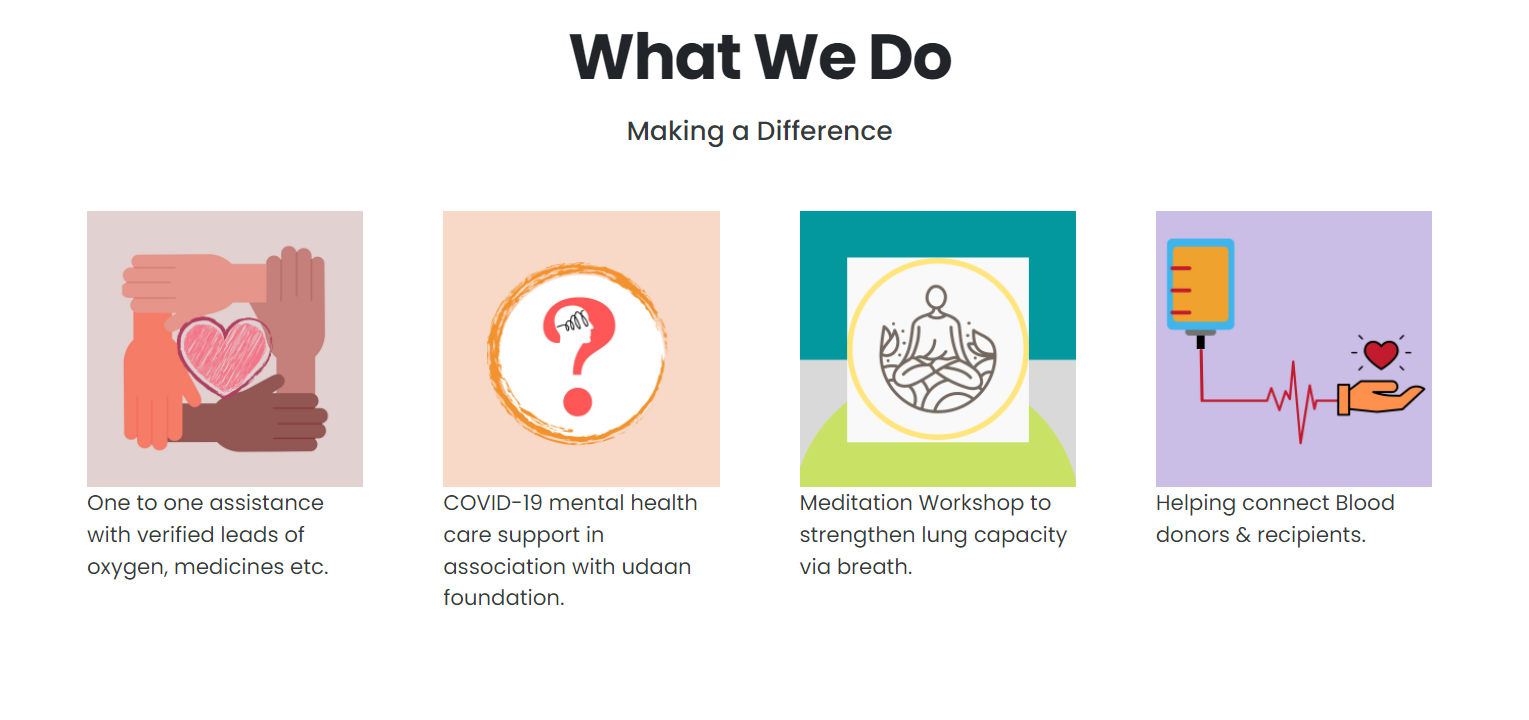 What We Do
Making a Difference
One to one assistance
with verified leads of
oxygen, medicines etc.
COVID-19 mental health
care support in
association with udaan
foundation.
Meditation Workshop to
strengthen lung capacity
via breath.
Helping connect Blood
donors & recipients.